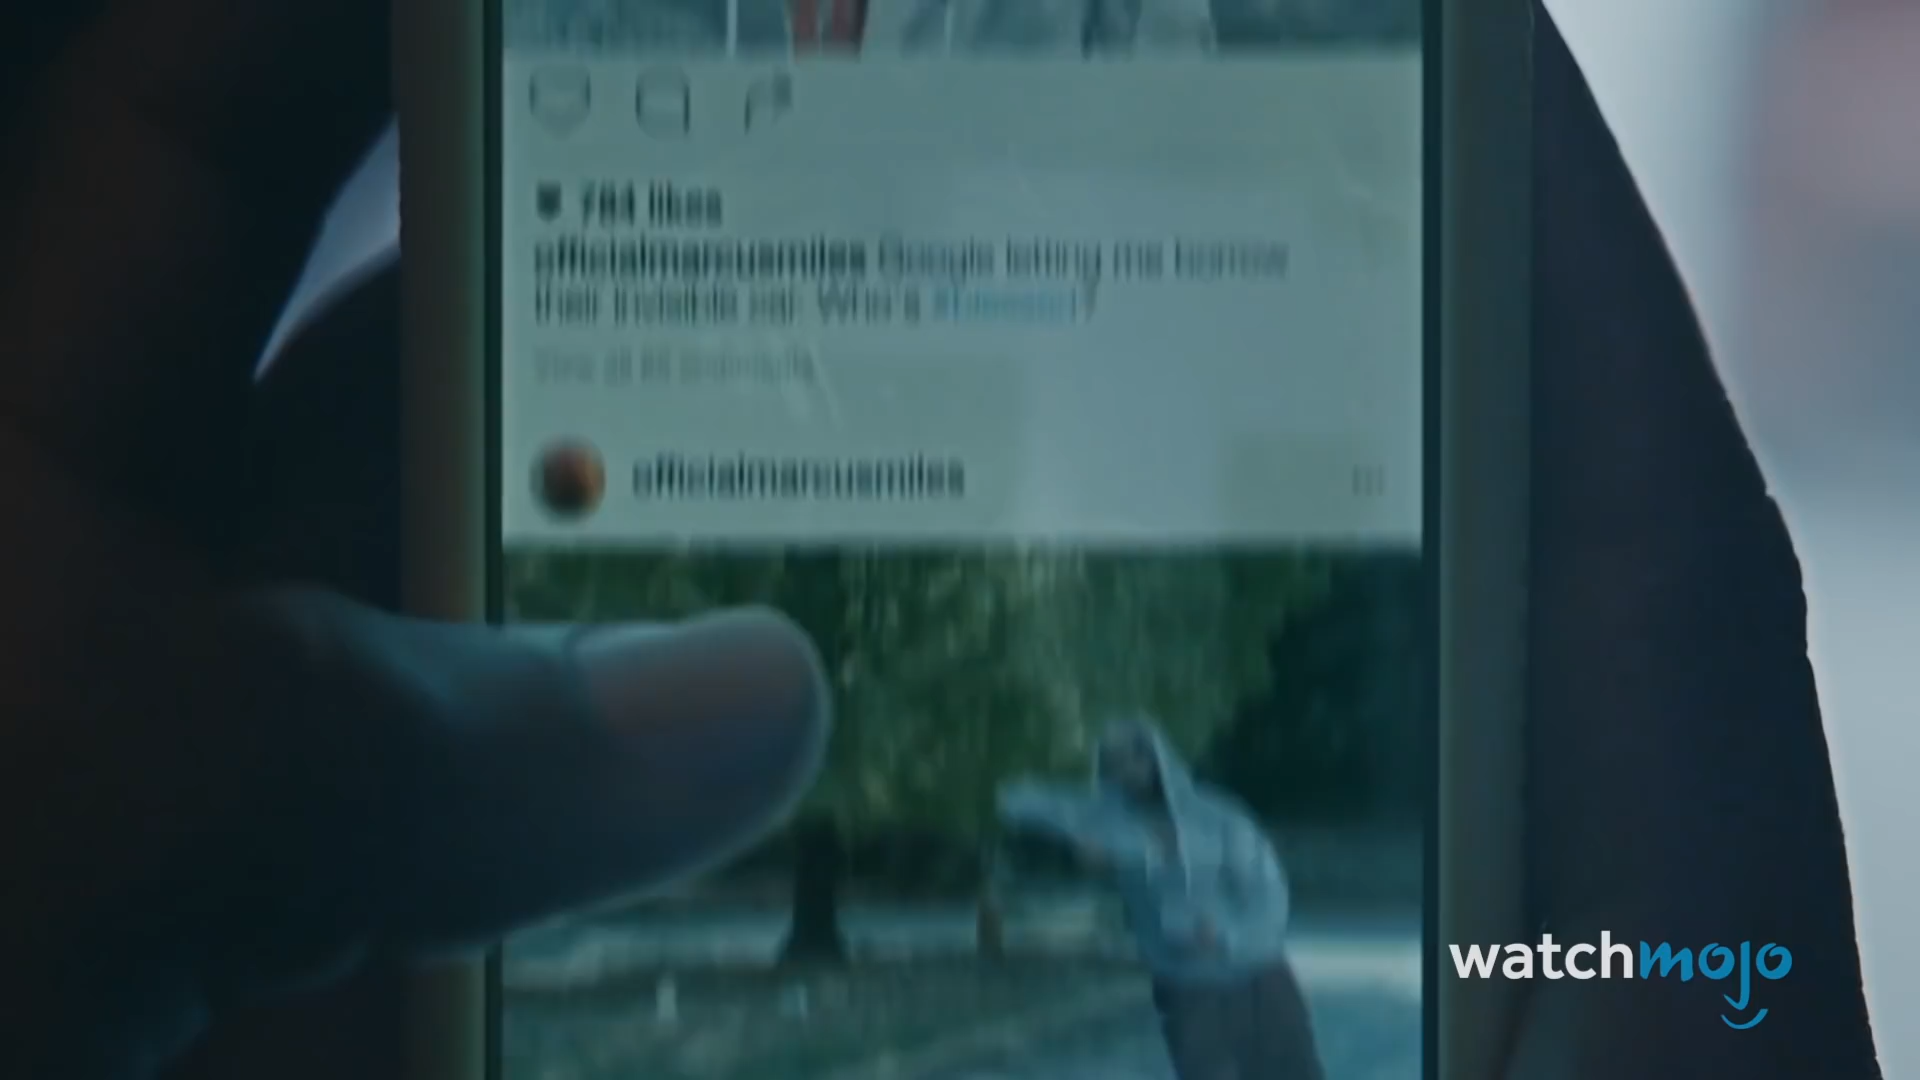 784 likes
officialmarcusmiles Google letting me borrow
their invisible car. Who's
officialmarcusmiles
watchmojo